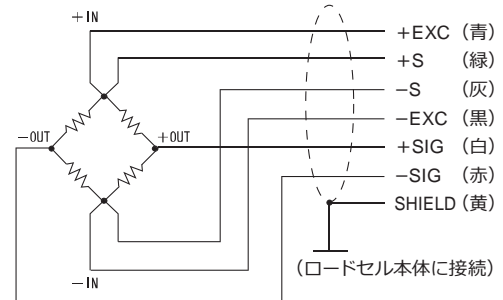 +IN
+EXC (青)
+S (緑)
−S (灰)
−OUT
+OUT
−EXC (黒)
+SIG (白)
−SIG (赤)
SHIELD (黄)
−IN
(ロードセル本体に接続)